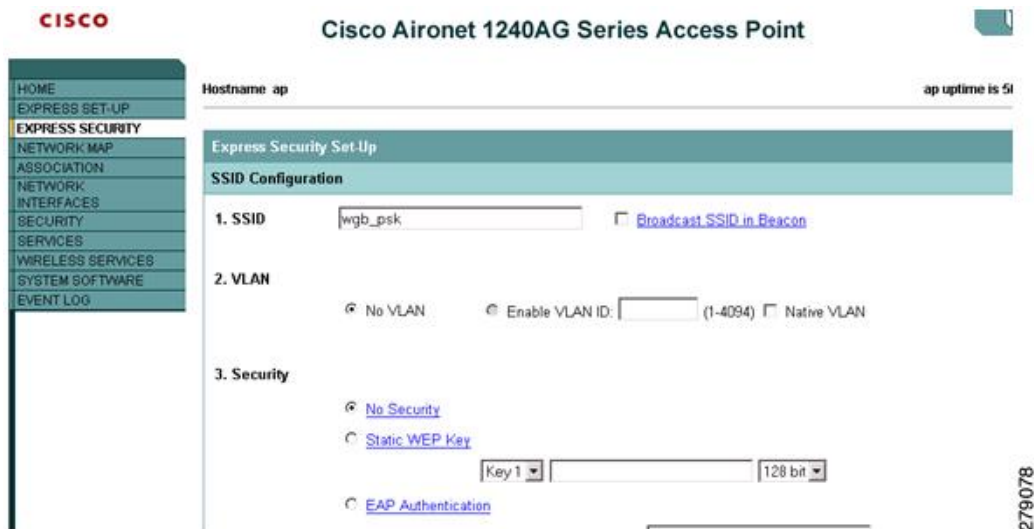 CISCO
Cisco Aironet 1240AG Series Access Point
HOME
EXPRESS SET-UP
EXPRESS SECURITY
NETWORK MAP
ASSOCIATION
NETWORK
INTERFACES
SECURITY
SERVICES
WIRELESS SERVICES
SYSTEM SOFTWARE
EVENT LOG
Hostname ap
ap uptime is
Express Security Set-Up
SSID Configuration
1. SSID wgb_psk Broadcast SSID in Beacon
2. VLAN
No VLAN Enable VLAN ID: (1-4094) Native VLAN
3. Security
No Security
Static WEP Key
Key 1 128 bit
EAP Authentication
279078